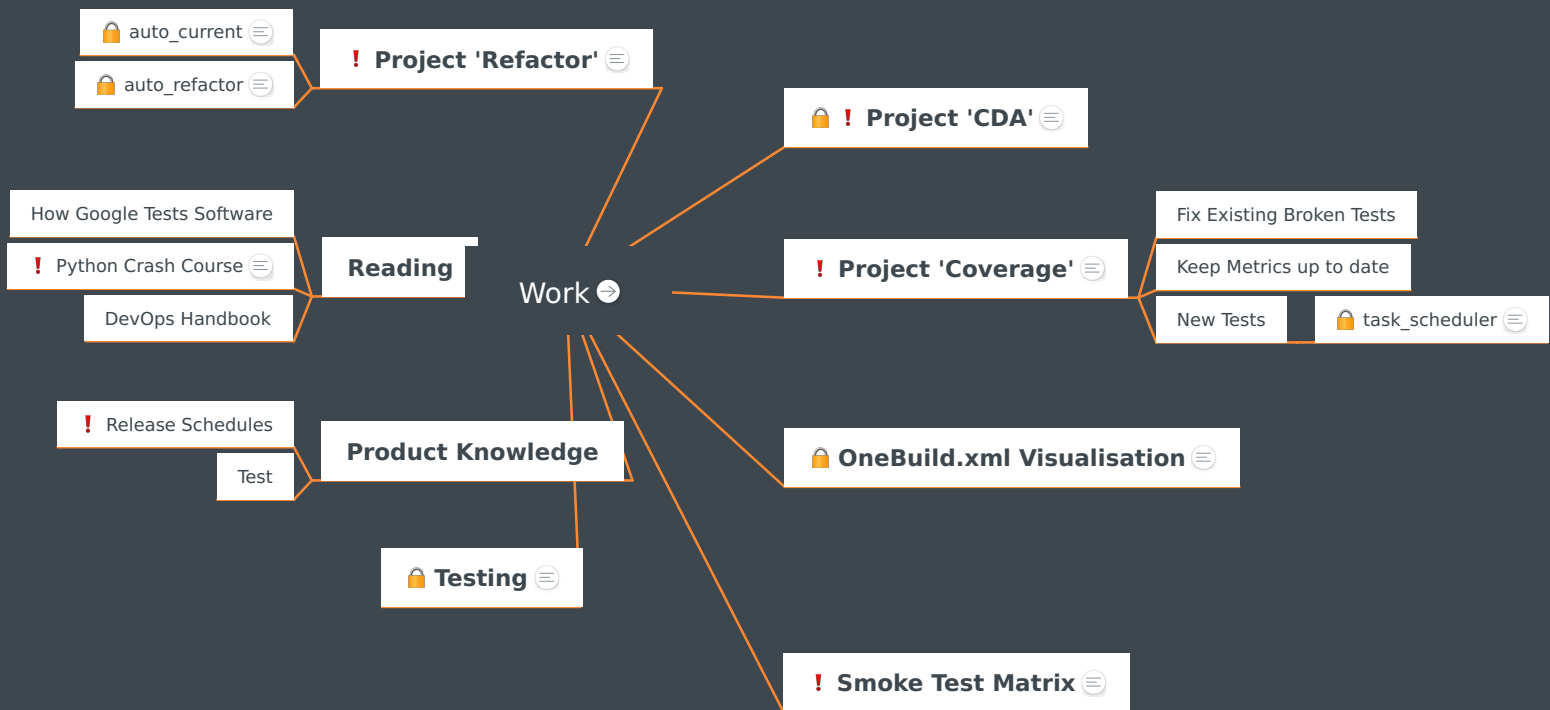 auto_current
auto_refactor
! Project 'Refactor'
! Project 'CDA'
How Google Tests Software
! Python Crash Course
DevOps Handbook
Reading
Work
! Project 'Coverage'
Fix Existing Broken Tests
Keep Metrics up to date
New Tests
task_scheduler
! Release Schedules
Test
Product Knowledge
OneBuild.xml Visualisation
Testing
! Smoke Test Matrix